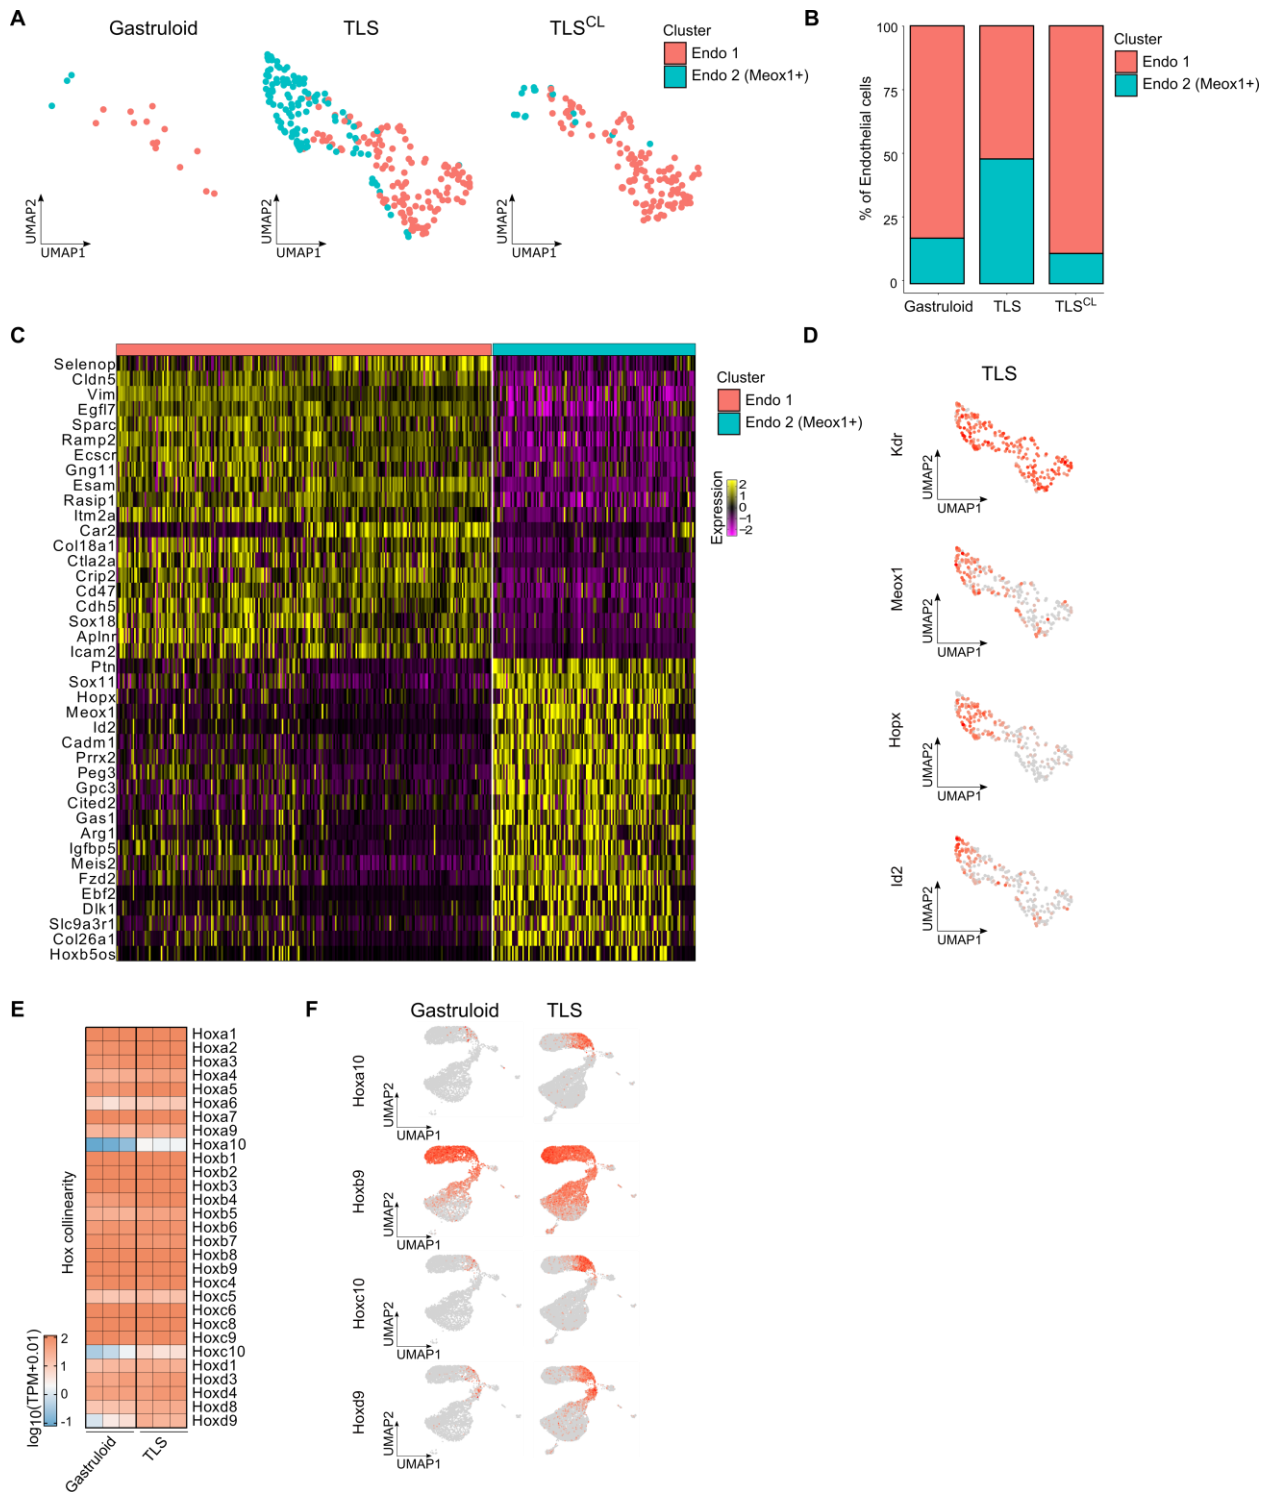 A
Gastruloid
TLS
TLSCL
Cluster
Endo 1
Endo 2 (Meox1+)
UMAP2
UMAP1
UMAP2
UMAP1
UMAP2
UMAP1
B
100
75
50
25
0
% of Endothelial cells
Gastruloid
TLS
TLSCL
Cluster
Endo 1
Endo 2 (Meox1+)
C
Selenop
Cldn5
Vim
Egfl7
Sparc
Ramp2
Ecscr
Gng11
Esam
Rasip1
Itm2a
Car2
Col18a1
Ctla2a
Crip2
Cd47
Cdh5
Sox18
Aplnr
Icam2
Ptn
Sox11
Hopx
Meox1
Id2
Cadm1
Prrx2
Peg3
Gpc3
Cited2
Gas1
Arg1
Igfbp5
Meis2
Fzd2
Ebf2
Dlk1
Slc9a3r1
Col26a1
Hoxb5os
Cluster
Endo 1
Endo 2 (Meox1+)
Expression
2
1
0
−1
−2
D
TLS
Kdr
UMAP2
UMAP1
Meox1
UMAP2
UMAP1
Hopx
UMAP2
UMAP1
Id2
UMAP2
UMAP1
E
Hox collinearity
Hoxa1
Hoxa2
Hoxa3
Hoxa4
Hoxa5
Hoxa6
Hoxa7
Hoxa9
Hoxa10
Hoxb1
Hoxb2
Hoxb3
Hoxb4
Hoxb5
Hoxb6
Hoxb7
Hoxb8
Hoxb9
Hoxc4
Hoxc5
Hoxc6
Hoxc8
Hoxc9
Hoxc10
Hoxd1
Hoxd3
Hoxd4
Hoxd8
Hoxd9
log10(TPM+0.01)
2
1
0
-1
Gastruloid
TLS
F
Gastruloid
TLS
Hoxa10
UMAP2
UMAP1
Hoxb9
UMAP2
UMAP1
Hoxc10
UMAP2
UMAP1
Hoxd9
UMAP2
UMAP1